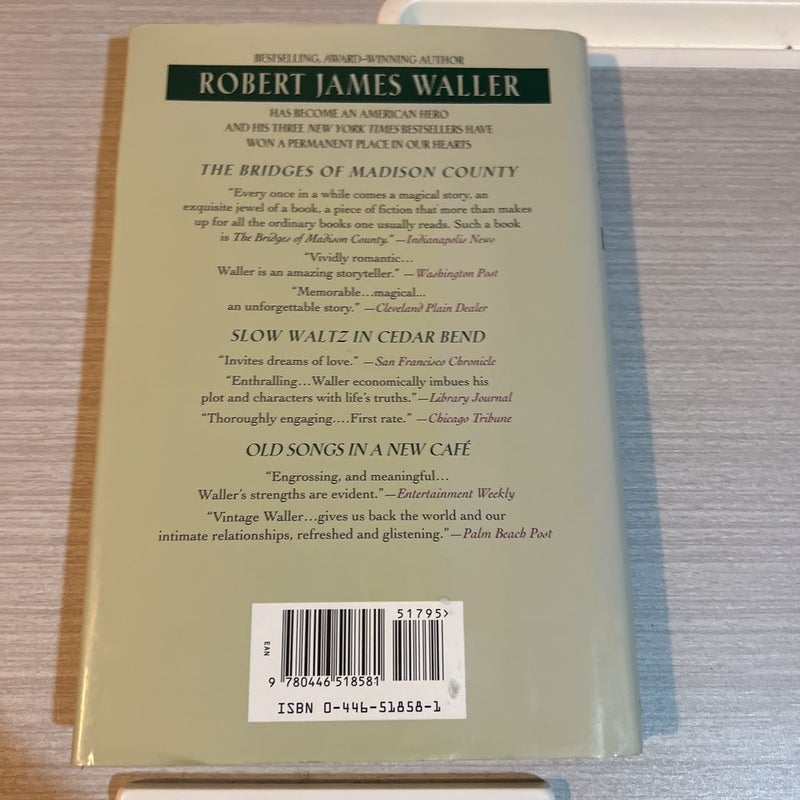 BESTSELLING, AWARD-WINNING AUTHOR
ROBERT JAMES WALLER
HAS BECOME AN AMERICAN HERO
AND HIS THREE NEW YORK TIMES BESTSELLERS HAVE
WON A PERMANENT PLACE IN OUR HEARTS
THE BRIDGES OF MADISON COUNTY
“Every once in a while comes a magical story, an
exquisite jewel of a book, a piece of fiction that more than makes
up for all the ordinary books one usually reads. Such a book
is The Bridges of Madison County.” —Indianapolis News
“Vividly romantic...
Waller is an amazing storyteller.” —Washington Post
“Memorable...magical...
an unforgettable story.” —Cleveland Plain Dealer
SLOW WALTZ IN CEDAR BEND
“Invites dreams of love.” —San Francisco Chronicle
“Enthralling...Waller economically imbues his
plot and characters with life's truths.”—Library Journal
“Thoroughly engaging....First rate.” —Chicago Tribune
OLD SONGS IN A NEW CAFÉ
“Engrossing, and meaningful...
Waller's strengths are evident.”—Entertainment Weekly
“Vintage Waller...gives us back the world and our
intimate relationships, refreshed and glistening.”—Palm Beach Post
51795>
EAN
9 780446 518581
ISBN 0-446-51858-1